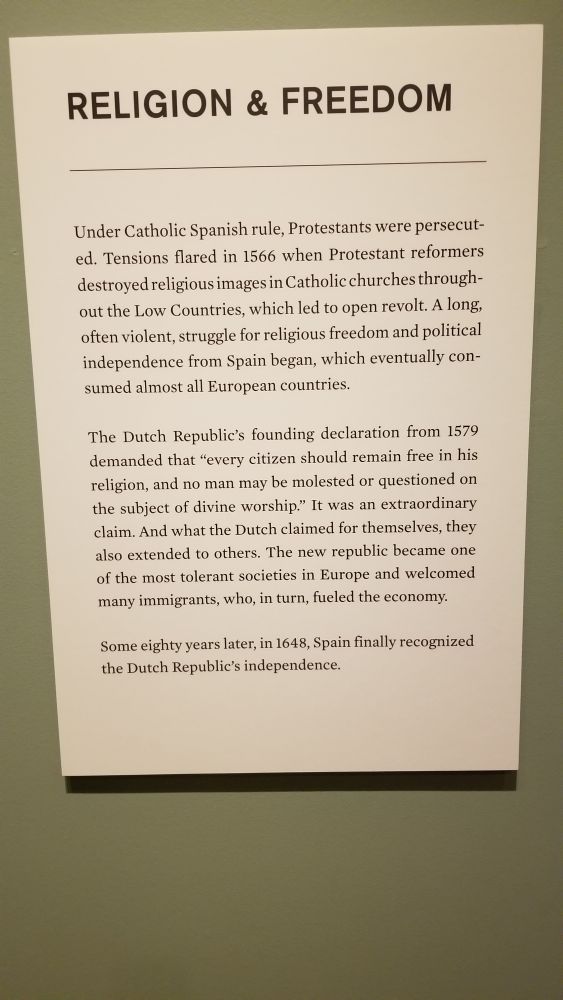 RELIGION & FREEDOM
Under Catholic Spanish rule, Protestants were persecut-
ed. Tensions flared in 1566 when Protestant reformers
destroyed religious images in Catholic churches through-
out the Low Countries, which led to open revolt. A long,
often violent, struggle for religious freedom and political
independence from Spain began, which eventually con-
sumed almost all European countries.
The Dutch Republic’s founding declaration from 1579
demanded that “every citizen should remain free in his
religion, and no man may be molested or questioned on
the subject of divine worship.” It was an extraordinary
claim. And what the Dutch claimed for themselves, they
also extended to others. The new republic became one
of the most tolerant societies in Europe and welcomed
many immigrants, who, in turn, fueled the economy.
Some eighty years later, in 1648, Spain finally recognized
the Dutch Republic’s independence.